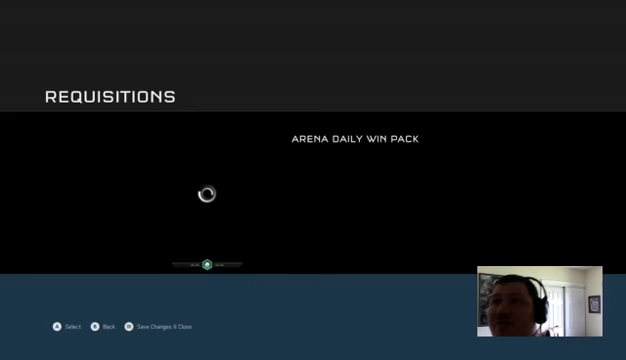 REQUISITIONS
ARENA DAILY WIN PACK
A Select B Back Save Changes & Close